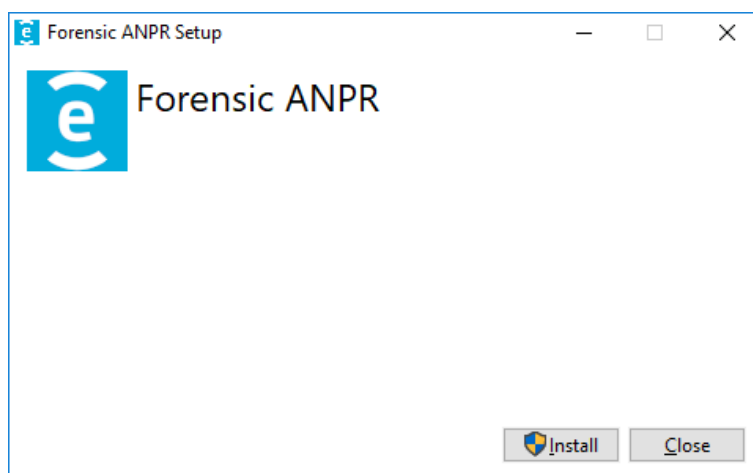 Forensic ANPR Setup
e
Forensic ANPR
Install
Close